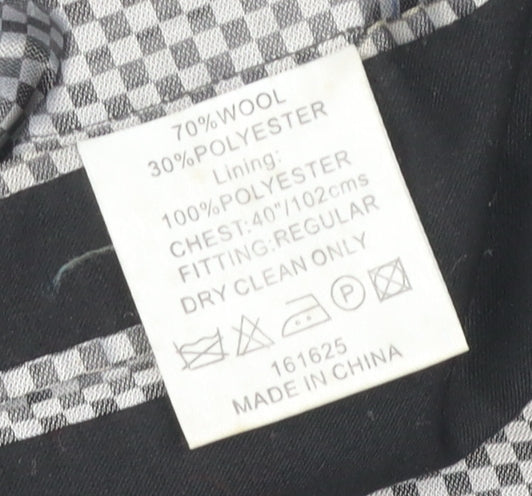 70%WOOL
30%POLYESTER
Lining:
100%POLYESTER
CHEST:40"/102cms
FITTING:REGULAR
DRY CLEAN ONLY
P
161625
MADE IN CHINA